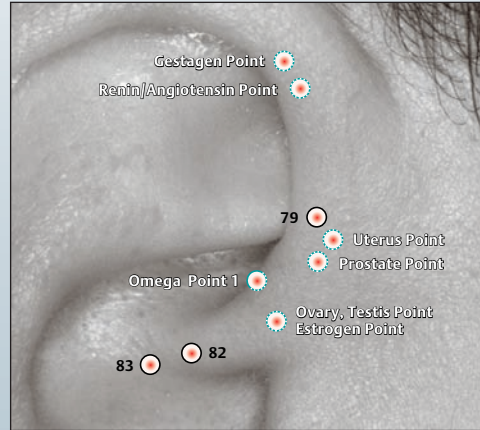 Gestagen Point
Renin/Angiotensin Point
79
Uterus Point
Prostate Point
Omega Point 1
Ovary, Testis Point
Estrogen Point
82
83